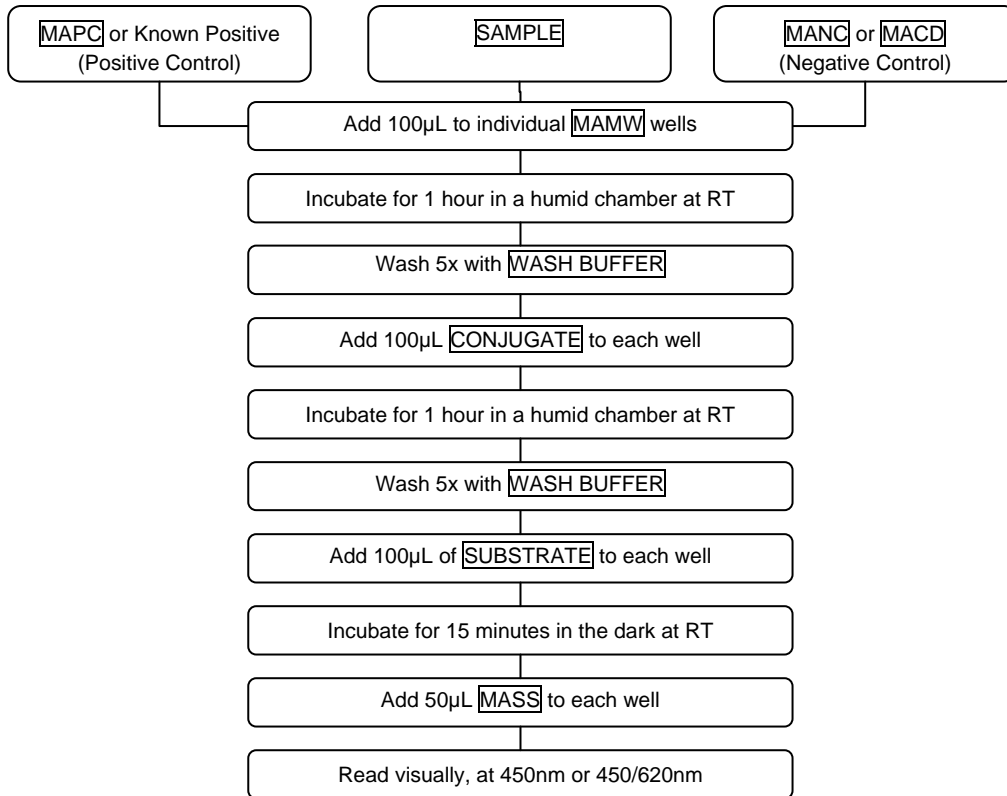 MAPC or Known Positive
(Positive Control)
SAMPLE
MANC or MACD
(Negative Control)
Add 100µL to individual MAMW wells
Incubate for 1 hour in a humid chamber at RT
Wash 5x with WASH BUFFER
Add 100µL CONJUGATE to each well
Incubate for 1 hour in a humid chamber at RT
Wash 5x with WASH BUFFER
Add 100µL of SUBSTRATE to each well
Incubate for 15 minutes in the dark at RT
Add 50µL MASS to each well
Read visually, at 450nm or 450/620nm